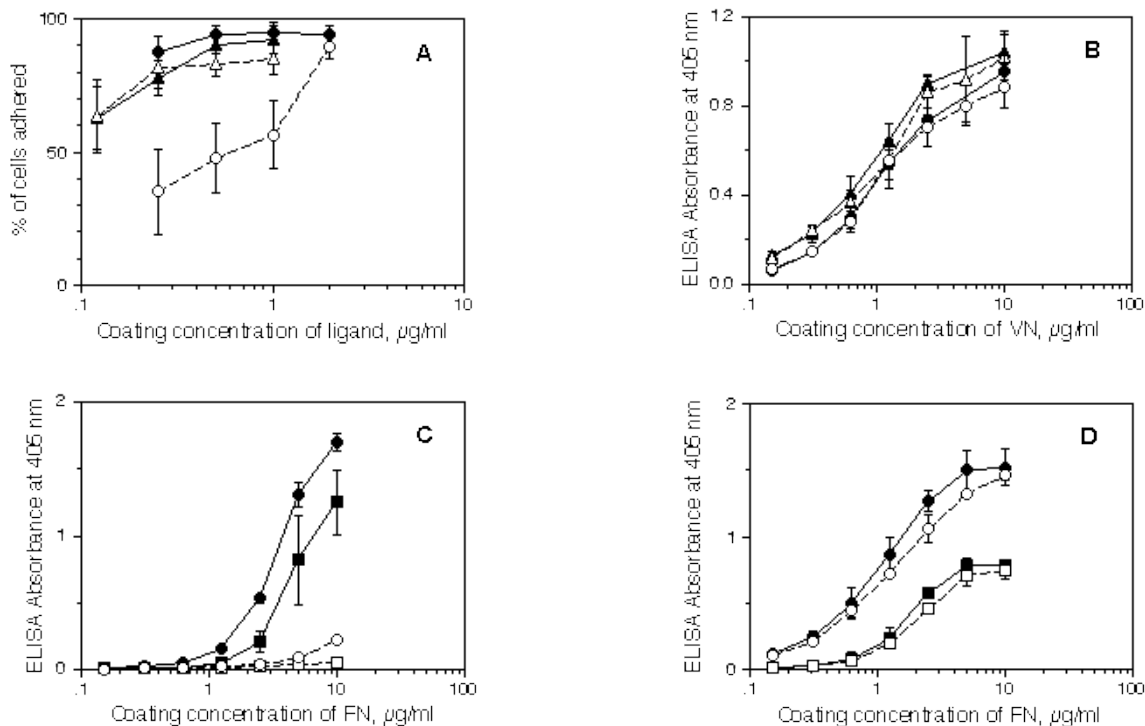 100
A
% of cells adhered
50
0
.1
1
10
Coating concentration of ligand, µg/ml
1.2
B
ELISA Absorbance at 405 nm
0.8
0.4
0.0
.1
1
10
100
Coating concentration of VN, µg/ml
2
C
ELISA Absorbance at 405 nm
1
0
.1
1
10
100
Coating concentration of FN, µg/ml
2
D
ELISA Absorbance at 405 nm
1
0
.1
1
10
100
Coating concentration of FN, µg/ml